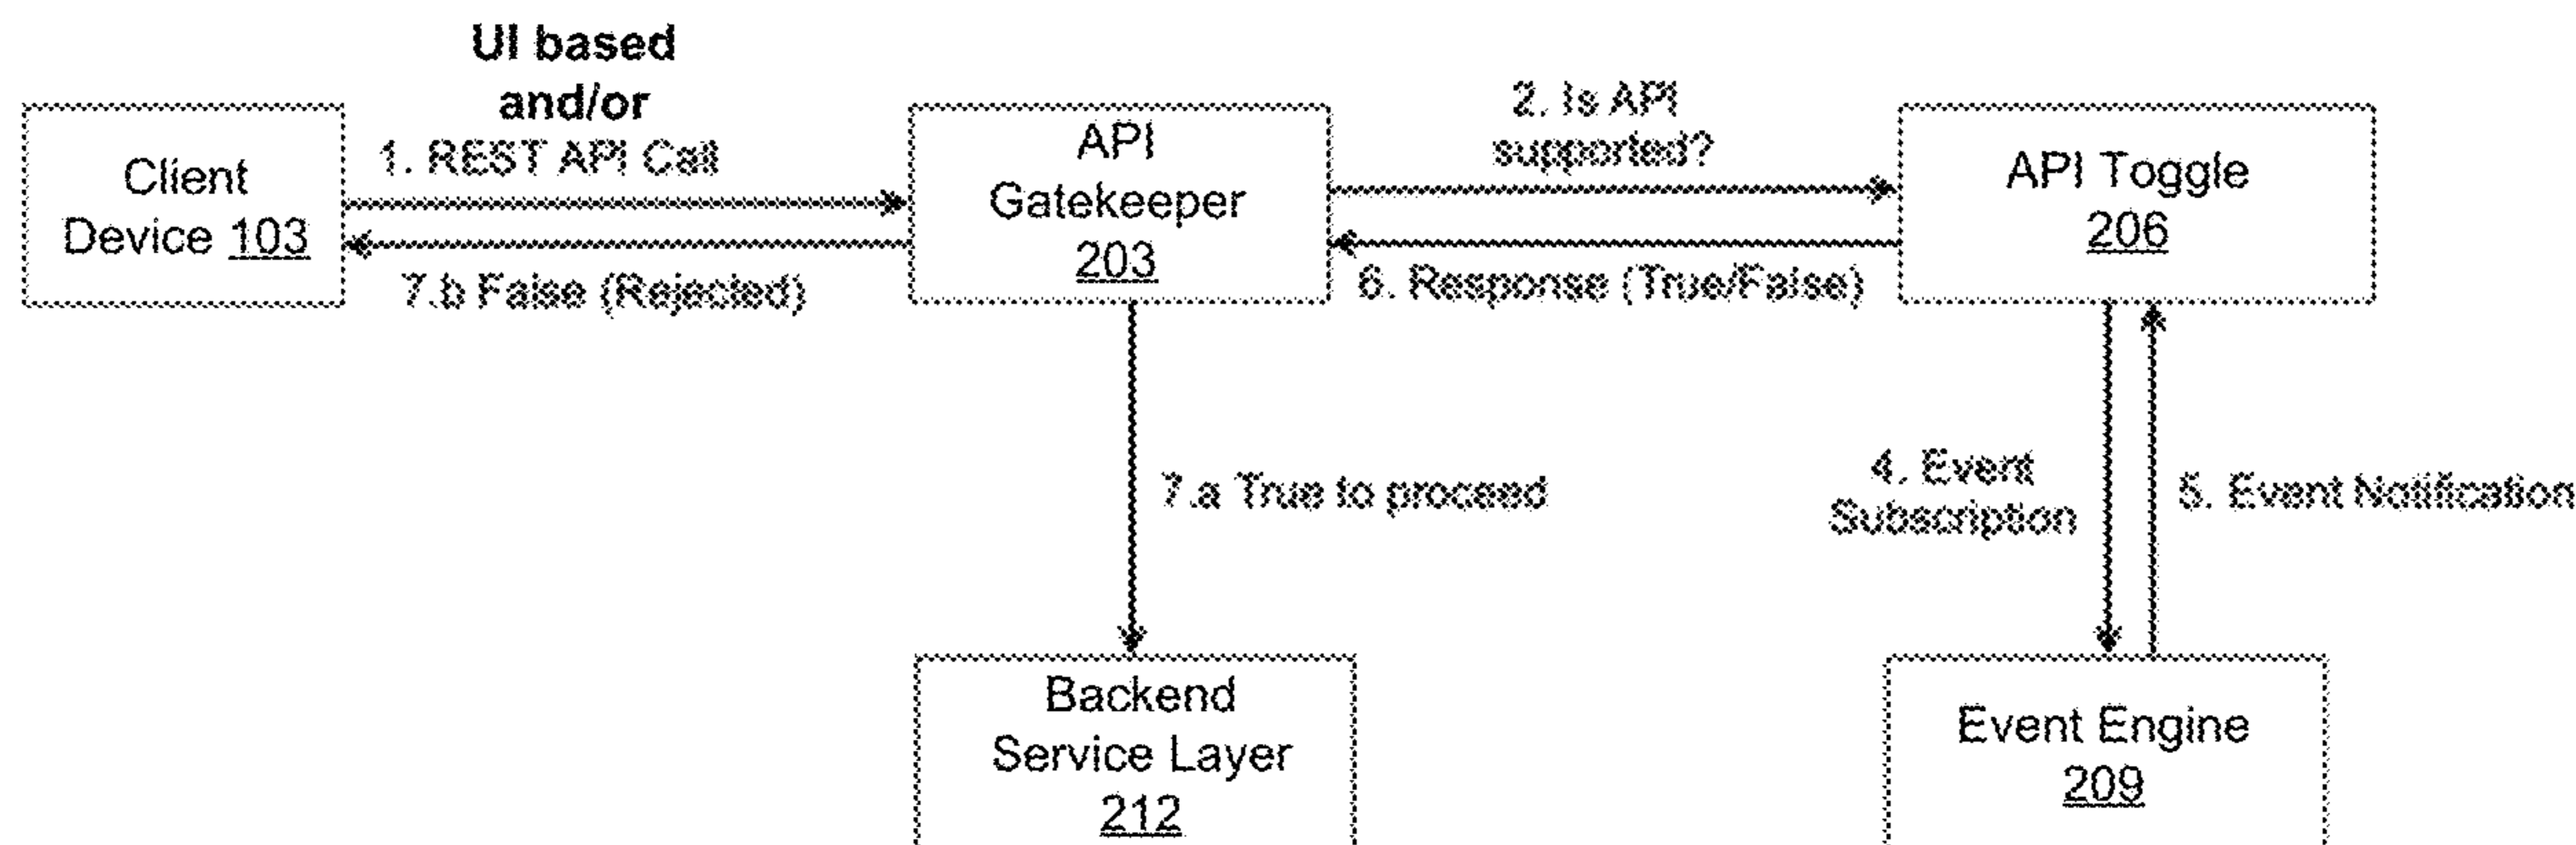 UI based
and/or
1. REST API Call
Client
Device 103
7.b False (Rejected)
API
Gatekeeper
203
2. Is API
supported?
6. Response (True/False)
API Toggle
206
7.a True to proceed
4. Event
Subscription
5. Event Notification
Backend
Service Layer
212
Event Engine
209